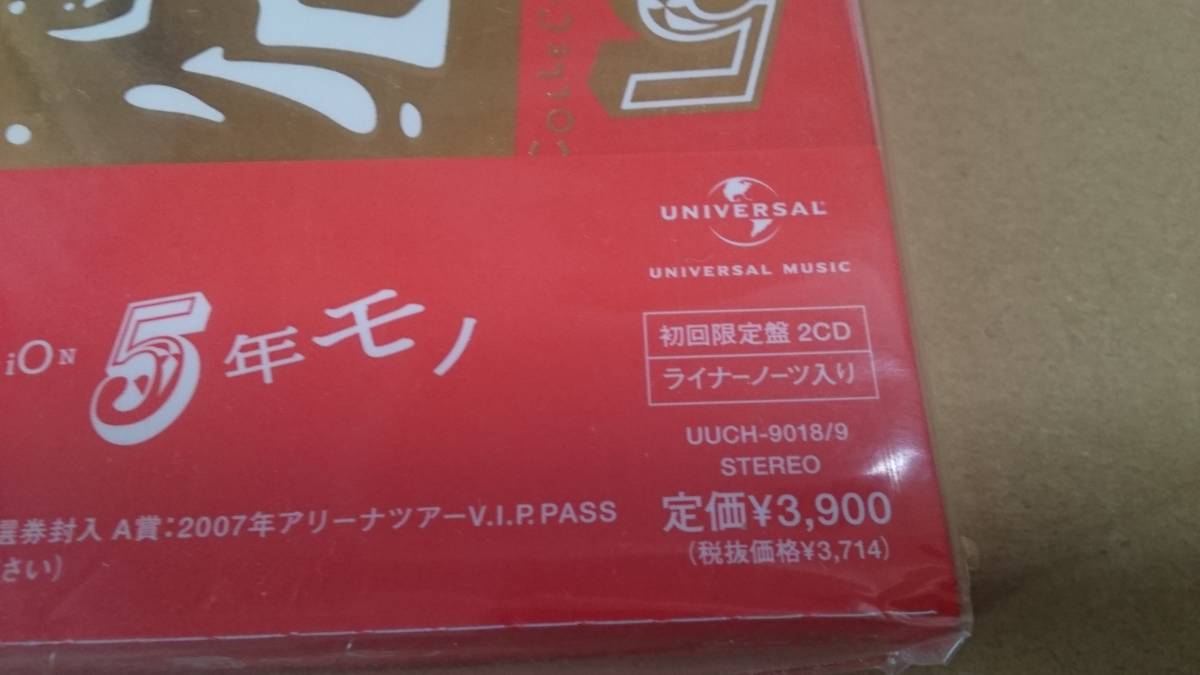 COLLEC
UNIVERSAL
UNIVERSAL MUSIC
iON 5年モノ
初回限定盤 2CD
ライナーノーツ入り
UUCH-9018/9
STEREO
定価¥3,900
(税抜価格¥3,714)
選券封入 A賞:2007年アリーナツアーV.I.P. PASS
さい)